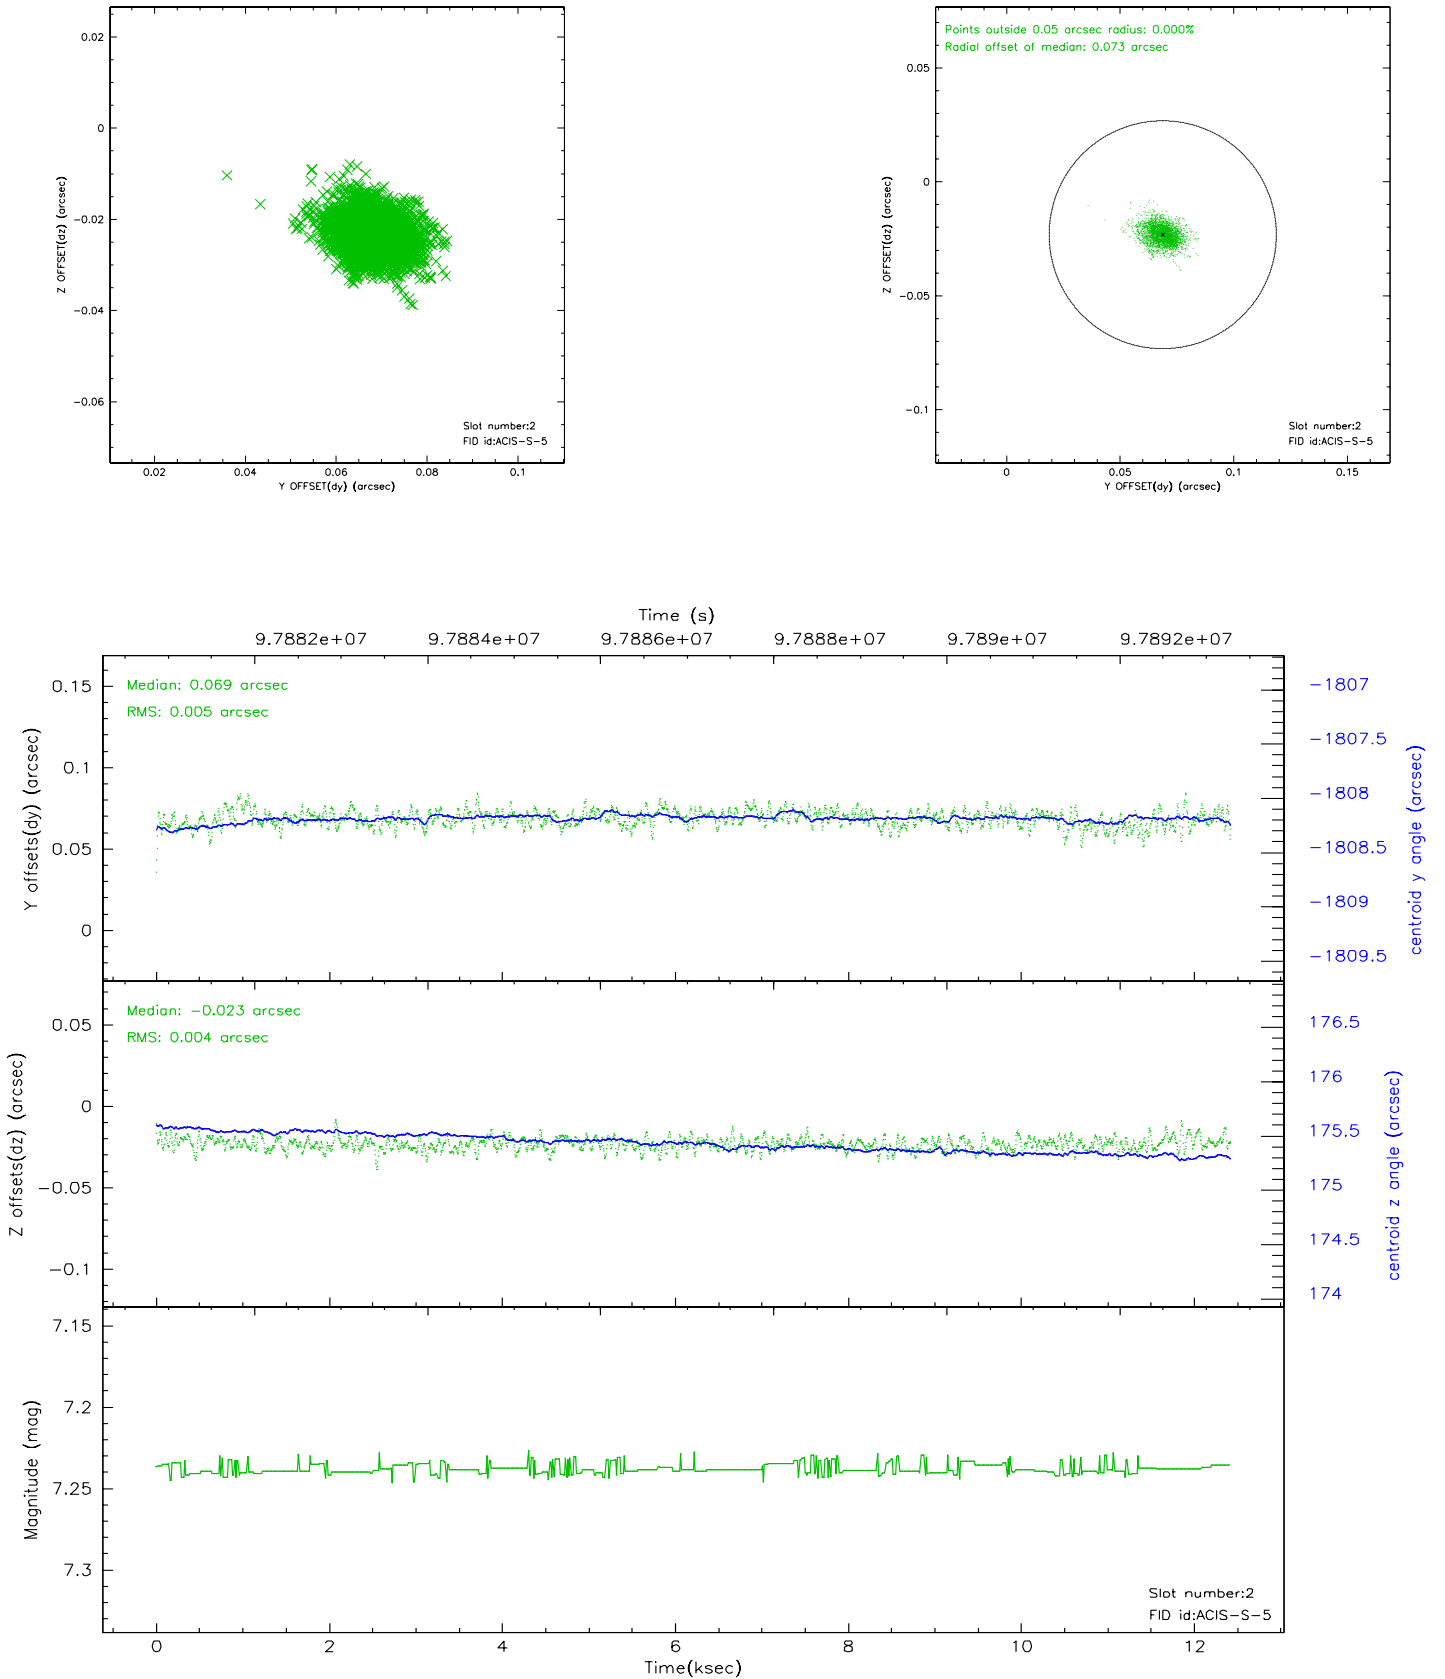 0.02
0
-0.02
-0.04
-0.06
Z OFFSET(dz) (arcsec)
0.02
0.04
0.06
0.08
0.1
Y OFFSET(dy) (arcsec)
Slot number:2
FID id:ACIS-S-5
Points outside 0.05 arcsec radius: 0.000%
Radial offset of median: 0.073 arcsec
0.05
0
-0.05
-0.1
Z OFFSET(dz) (arcsec)
0
0.05
0.1
0.15
Y OFFSET(dy) (arcsec)
Slot number:2
FID id:ACIS-S-5
Time (s)
9.7882e+07
9.7884e+07
9.7886e+07
9.7888e+07
9.789e+07
9.7892e+07
Median: 0.069 arcsec
RMS: 0.005 arcsec
0.15
0.1
0.05
0
Y offsets(dy) (arcsec)
-1807
-1807.5
-1808
-1808.5
-1809
-1809.5
centroid y angle (arcsec)
Median: -0.023 arcsec
RMS: 0.004 arcsec
0.05
0
-0.05
-0.1
Z offsets(dz) (arcsec)
176.5
176
175.5
175
174.5
174
centroid z angle (arcsec)
7.15
7.2
7.25
7.3
Magnitude (mag)
Slot number:2
FID id:ACIS-S-5
0
2
4
6
8
10
12
Time(ksec)